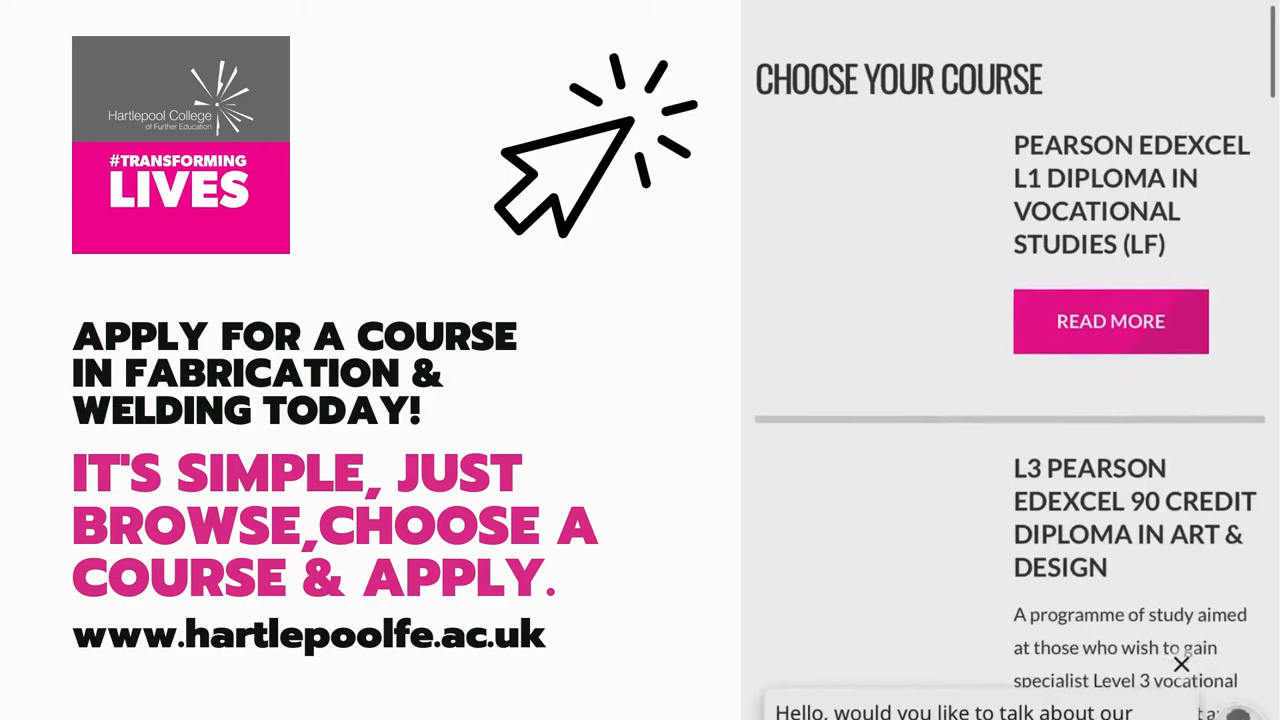 Hartlepool College
of Further Education
#TRANSFORMING
LIVES
APPLY FOR A COURSE
IN FABRICATION &
WELDING TODAY!
IT'S SIMPLE, JUST
BROWSE,CHOOSE A
COURSE & APPLY.
www.hartlepoolfe.ac.uk
CHOOSE YOUR COURSE
PEARSON EDEXCEL
L1 DIPLOMA IN
VOCATIONAL
STUDIES (LF)
READ MORE
L3 PEARSON
EDEXCEL 90 CREDIT
DIPLOMA IN ART &
DESIGN
A programme of study aimed
at those who wish to gain
specialist Level 3 vocational
Hello, would you like to talk about our